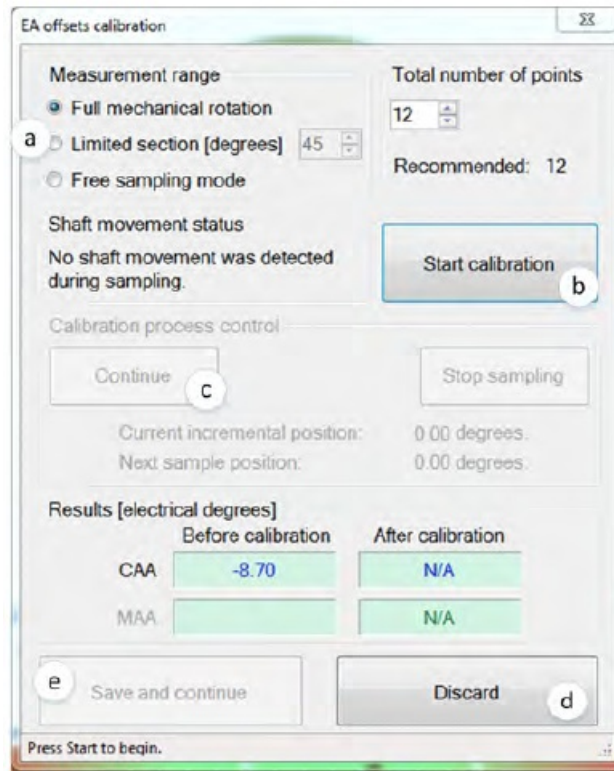 EA offsets calibration
Measurement range
Full mechanical rotation
a
Limited section [degrees] 45
Free sampling mode
Total number of points
12
Recommended: 12
Shaft movement status
No shaft movement was detected
during sampling.
Start calibration
b
Calibration process control
Continue
c
Stop sampling
Current incremental position: 0.00 degrees.
Next sample position: 0.00 degrees.
Results [electrical degrees]
Before calibration After calibration
CAA -8.70 N/A
MAA N/A
e
Save and continue
Discard
d
Press Start to begin.